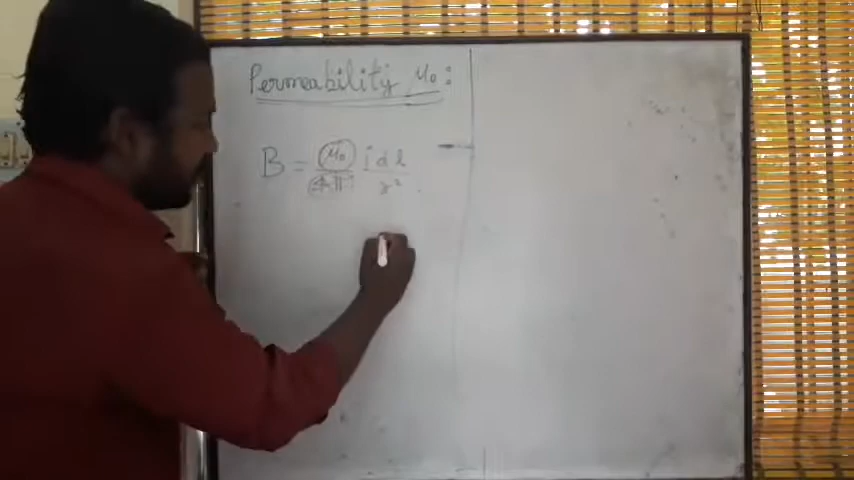 Permeability μ₀ :
B = μ₀/4π i dl/r²